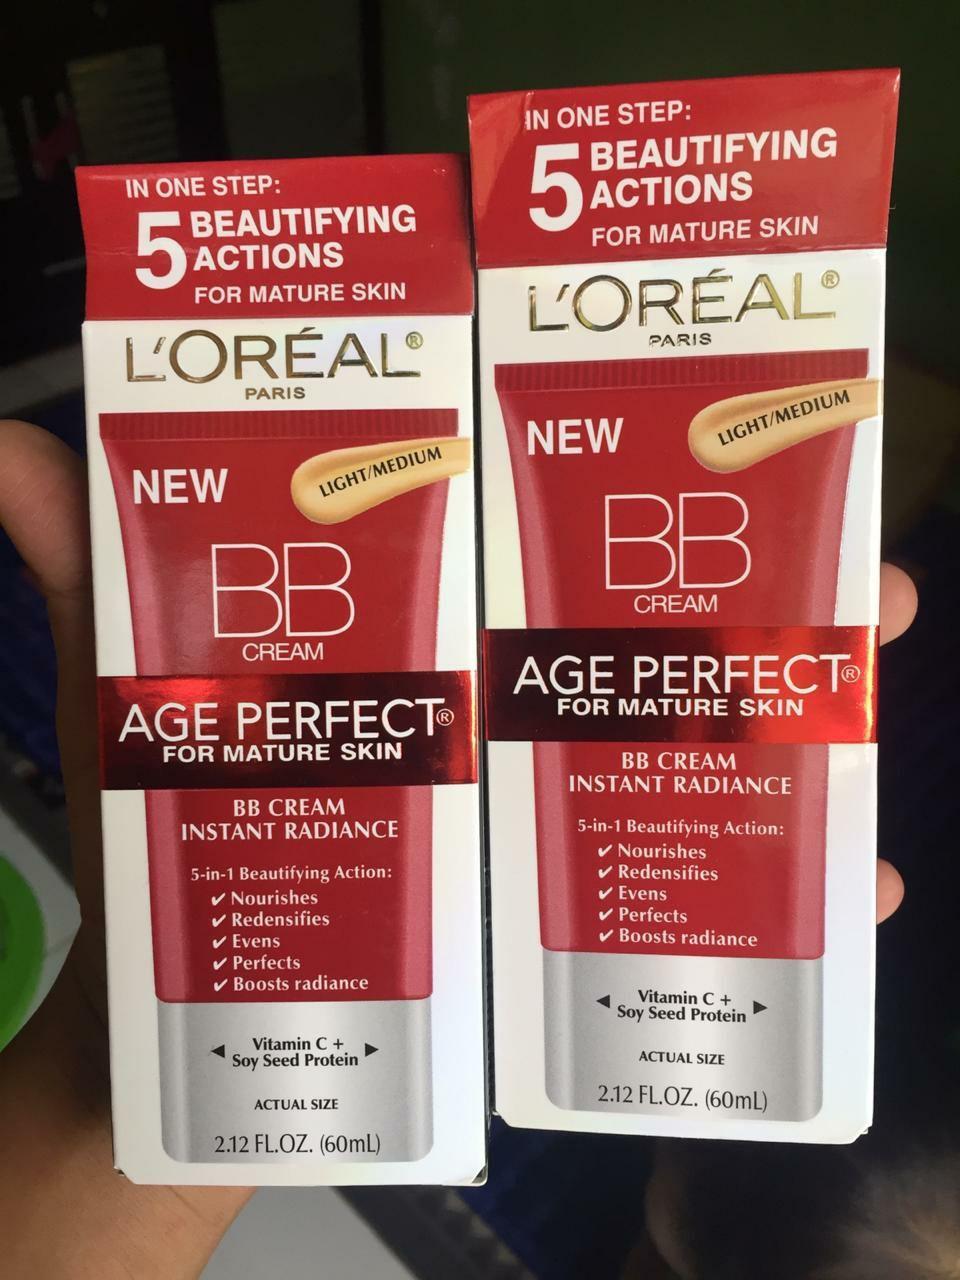 IN ONE STEP:
5 BEAUTIFYING
ACTIONS
FOR MATURE SKIN
L'ORÉAL®
PARIS
NEW
LIGHT/MEDIUM
BB
CREAM
AGE PERFECT®
FOR MATURE SKIN
BB CREAM
INSTANT RADIANCE
5-in-1 Beautifying Action:
✔ Nourishes
✔ Redensifies
✔ Evens
✔ Perfects
✔ Boosts radiance
◀ Vitamin C + ▶
Soy Seed Protein
ACTUAL SIZE
2.12 FL.OZ. (60mL)
IN ONE STEP:
5 BEAUTIFYING
ACTIONS
FOR MATURE SKIN
L'ORÉAL®
PARIS
NEW
LIGHT/MEDIUM
BB
CREAM
AGE PERFECT®
FOR MATURE SKIN
BB CREAM
INSTANT RADIANCE
5-in-1 Beautifying Action:
✔ Nourishes
✔ Redensifies
✔ Evens
✔ Perfects
✔ Boosts radiance
◀ Vitamin C + ▶
Soy Seed Protein
ACTUAL SIZE
2.12 FL.OZ. (60mL)